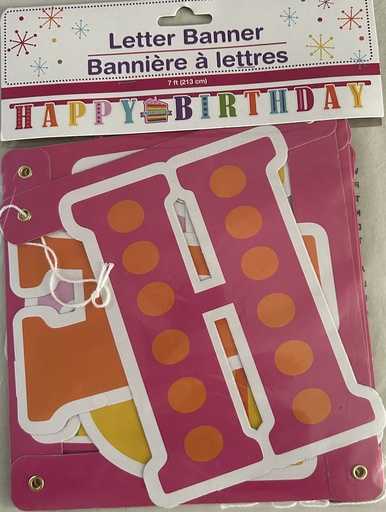 Letter Banner
Bannière à lettres
7 ft (213 cm)
HAPPY BIRTHDAY
H